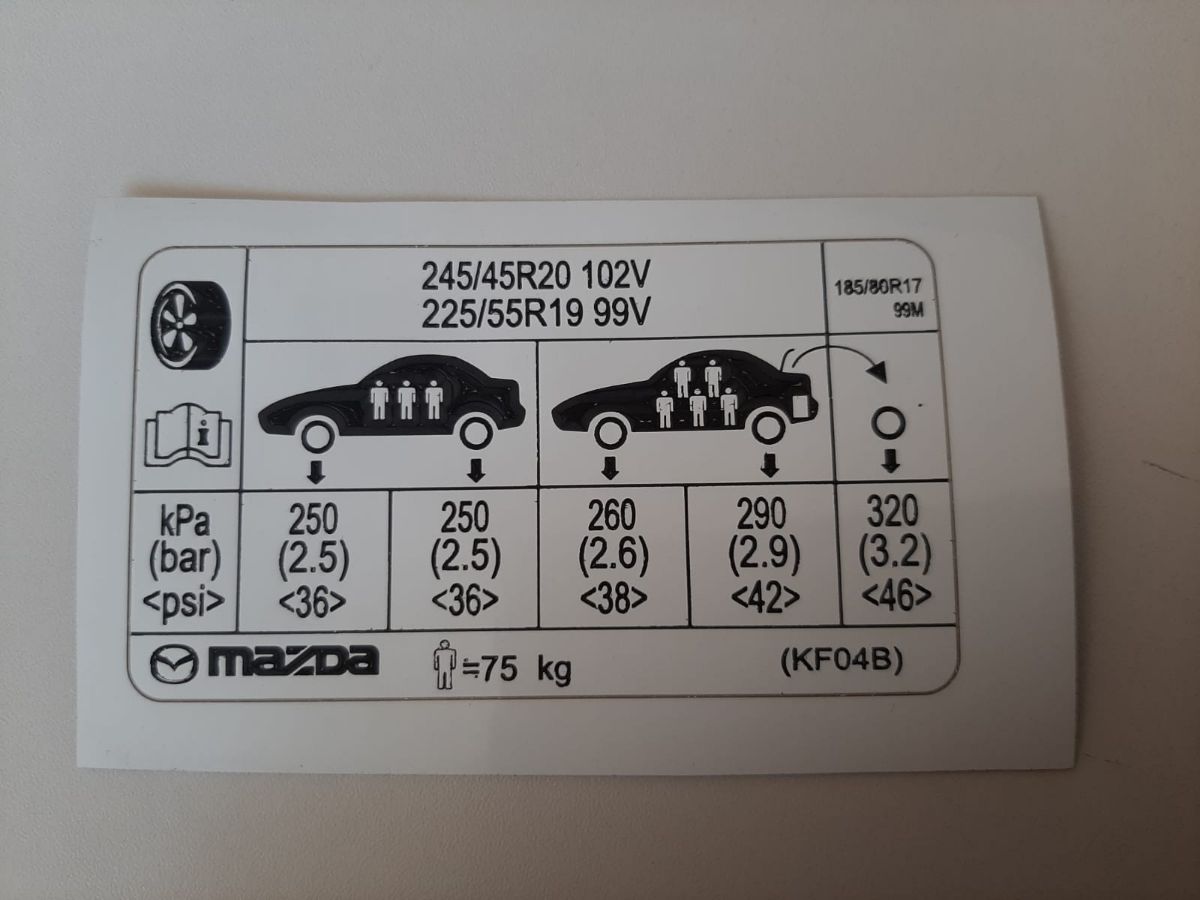 245/45R20 102V
225/55R19 99V
185/80R17
99M
i
kPa
(bar)
<psi>
250
(2.5)
<36>
250
(2.5)
<36>
260
(2.6)
<38>
290
(2.9)
<42>
320
(3.2)
<46>
mazda
≒75 kg
(KF04B)